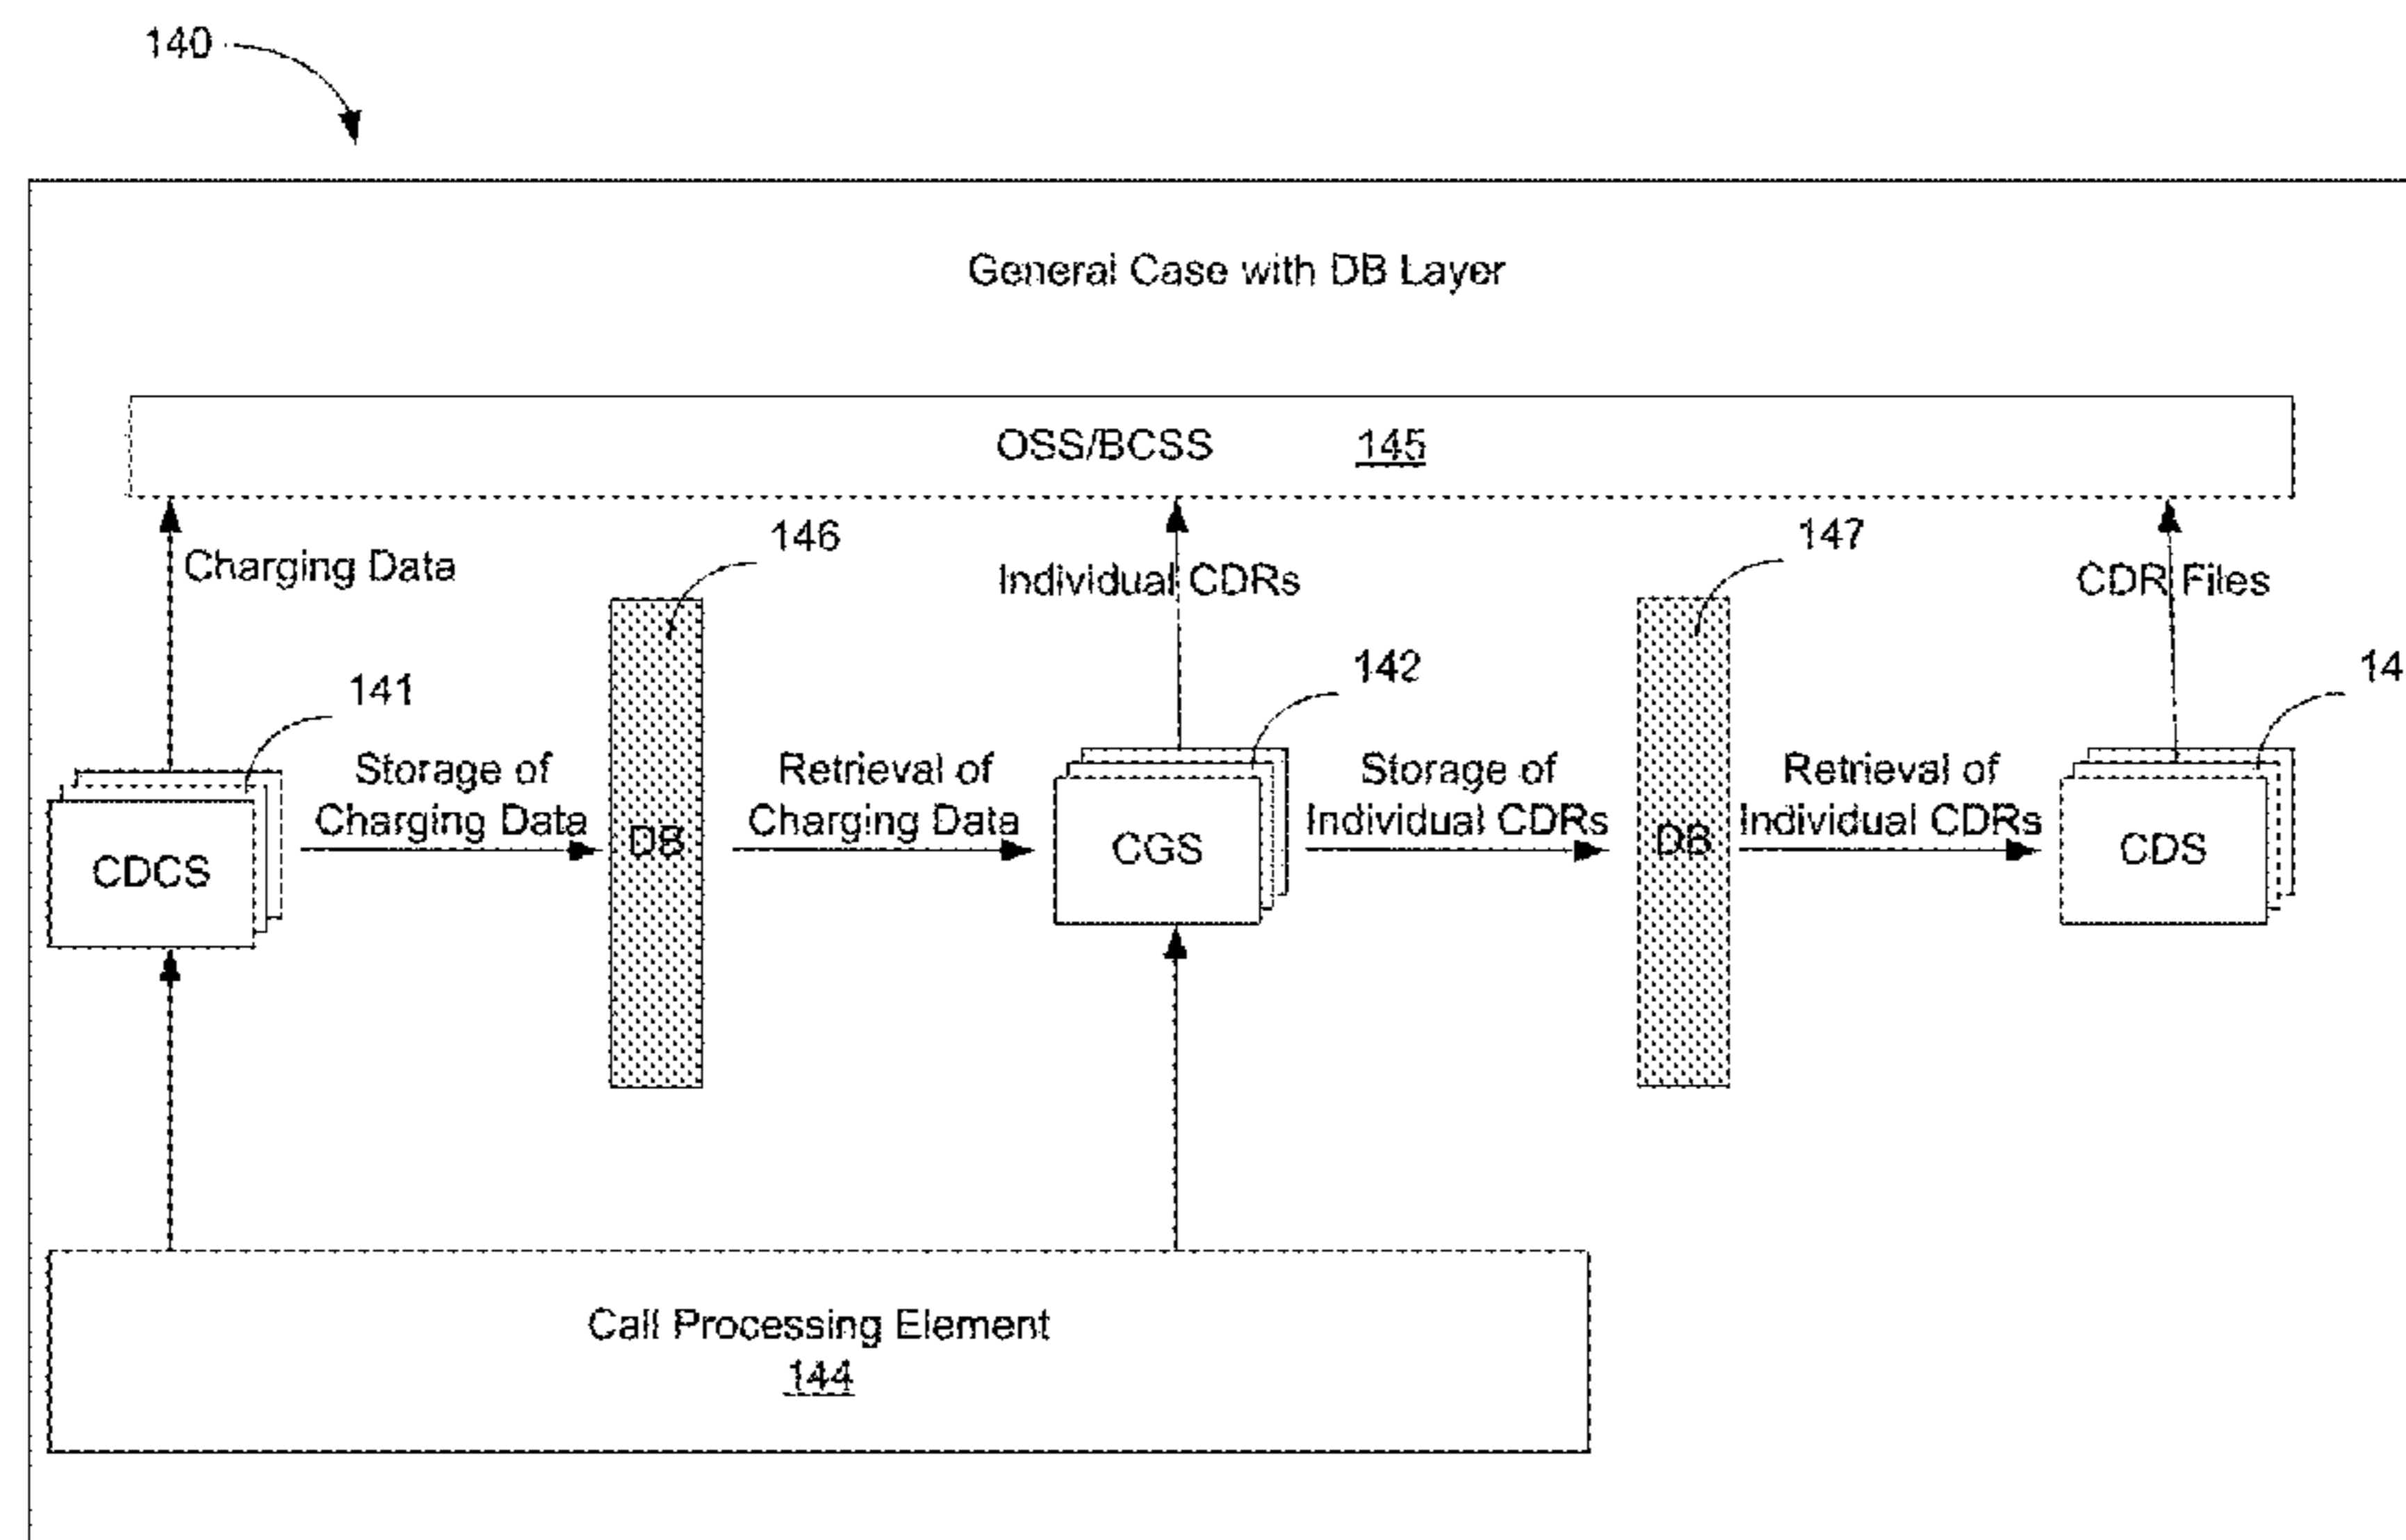 140
General Case with DB Layer
OSS/BCSS 145
146
147
Charging Data
Individual CDRs
CDR Files
141
142
14
Storage of
Charging Data
Retrieval of
Charging Data
Storage of
Individual CDRs
Retrieval of
Individual CDRs
CDCS
DB
CGS
DB
CDS
Call Processing Element
144